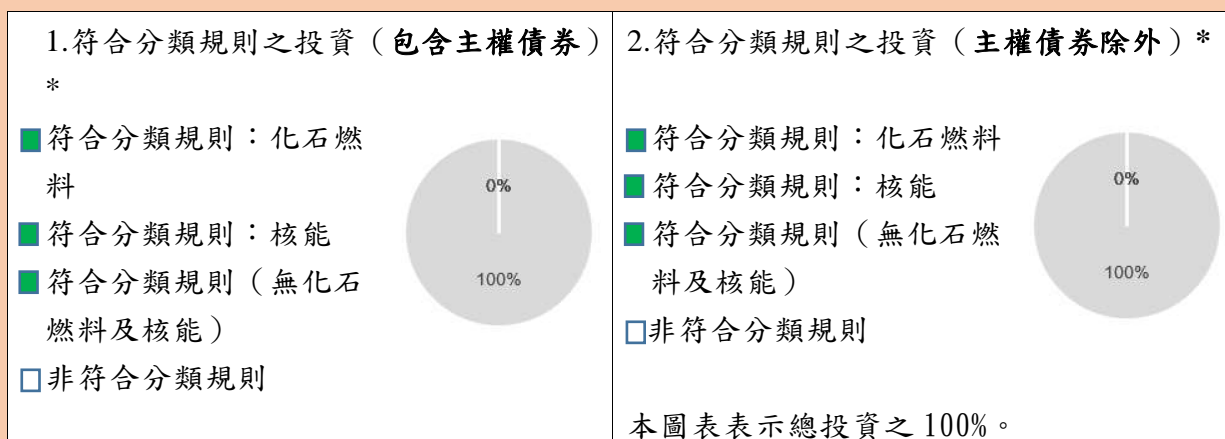 1.符合分類規則之投資（包含主權債券）
*
符合分類規則：化石燃
料
符合分類規則：核能
符合分類規則（無化石
燃料及核能）
非符合分類規則
0%
100%
2.符合分類規則之投資（主權債券除外）*
符合分類規則：化石燃料
符合分類規則：核能
符合分類規則（無化石燃
料及核能）
非符合分類規則
0%
100%
本圖表表示總投資之 100%。